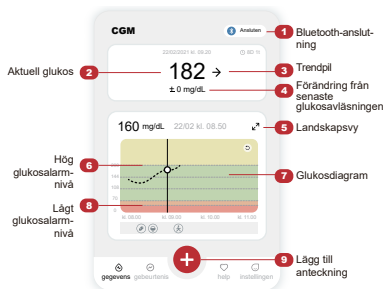 CGM
Ansluten
1 Bluetooth-anslut-
ning
22/02/2021 kl. 09.20
Aktuell glukos 2
182 →
3 Trendpil
± 0 mg/dL
4 Förändring från
senaste
glukosavläsningen
160 mg/dL 22/02 kl. 08.50
5 Landskapsvy
Hög
glukosalarm-
nivå
6
7 Glukosdiagram
Lågt
glukosalarm-
nivå
8
kl. 08:00 kl. 09:00 kl. 10:00 kl. 11:00
9 Lägg till
anteckning
gegevens gebeurtenis help instellingen